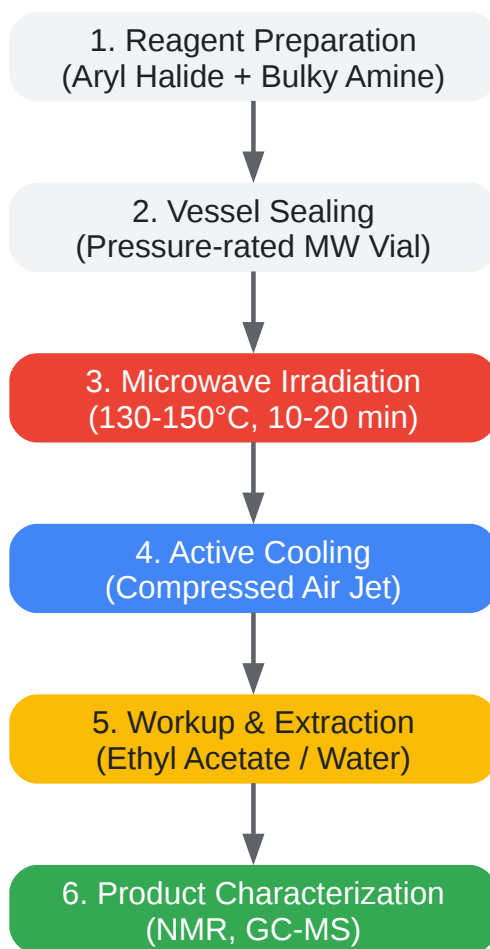 1. Reagent Preparation
(Aryl Halide + Bulky Amine)
2. Vessel Sealing
(Pressure-rated MW Vial)
3. Microwave Irradiation
(130-150°C, 10-20 min)
4. Active Cooling
(Compressed Air Jet)
5. Workup & Extraction
(Ethyl Acetate / Water)
6. Product Characterization
(NMR, GC-MS)